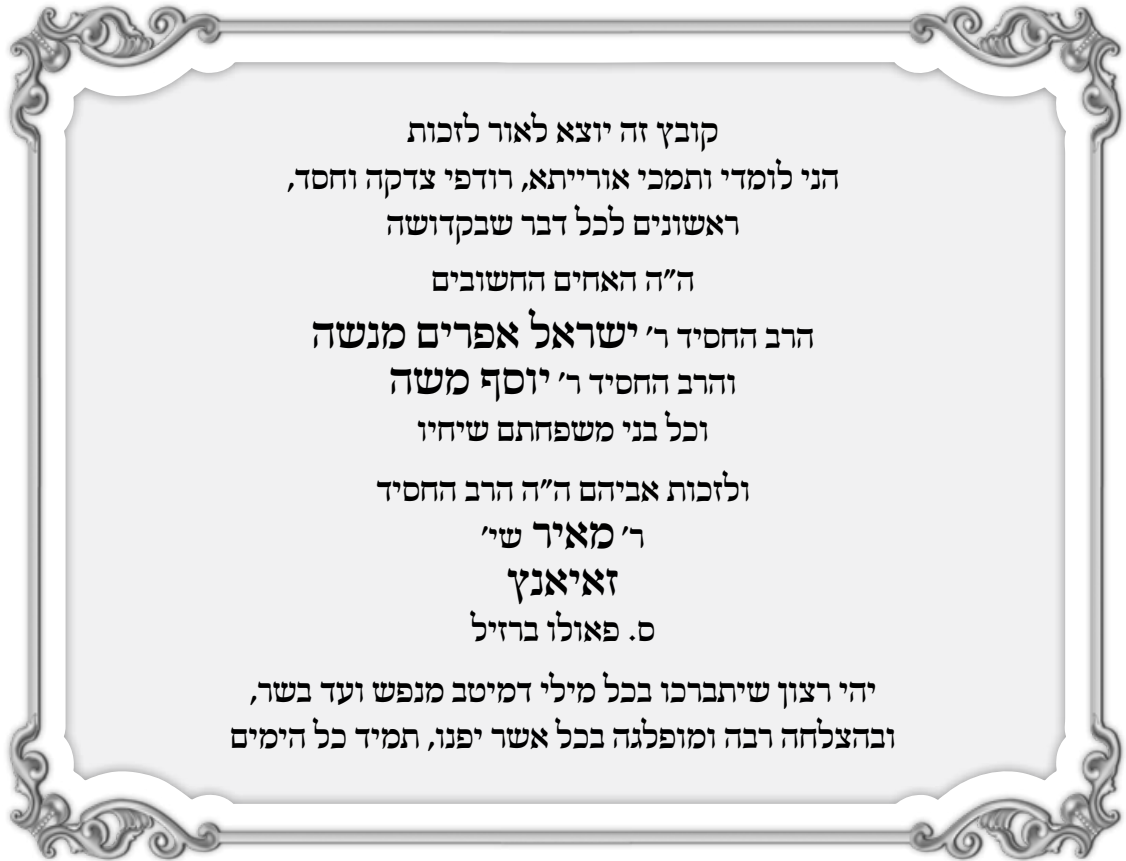 קובץ זה יוצא לאור לזכות
הני לומדי ותמכי אורייתא, רודפי צדקה וחסד,
ראשונים לכל דבר שבקדושה
ה״ה האחים החשובים
הרב החסיד ר׳ ישראל אפרים מנשה
והרב החסיד ר׳ יוסף משה
וכל בני משפחתם שיחיו
ולזכות אביהם ה״ה הרב החסיד
ר׳ מאיר שי׳
זאיאנץ
ס. פאולו ברזיל
יהי רצון שיתברכו בכל מילי דמיטב מנפש ועד בשר,
ובהצלחה רבה ומופלגה בכל אשר יפנו, תמיד כל הימים